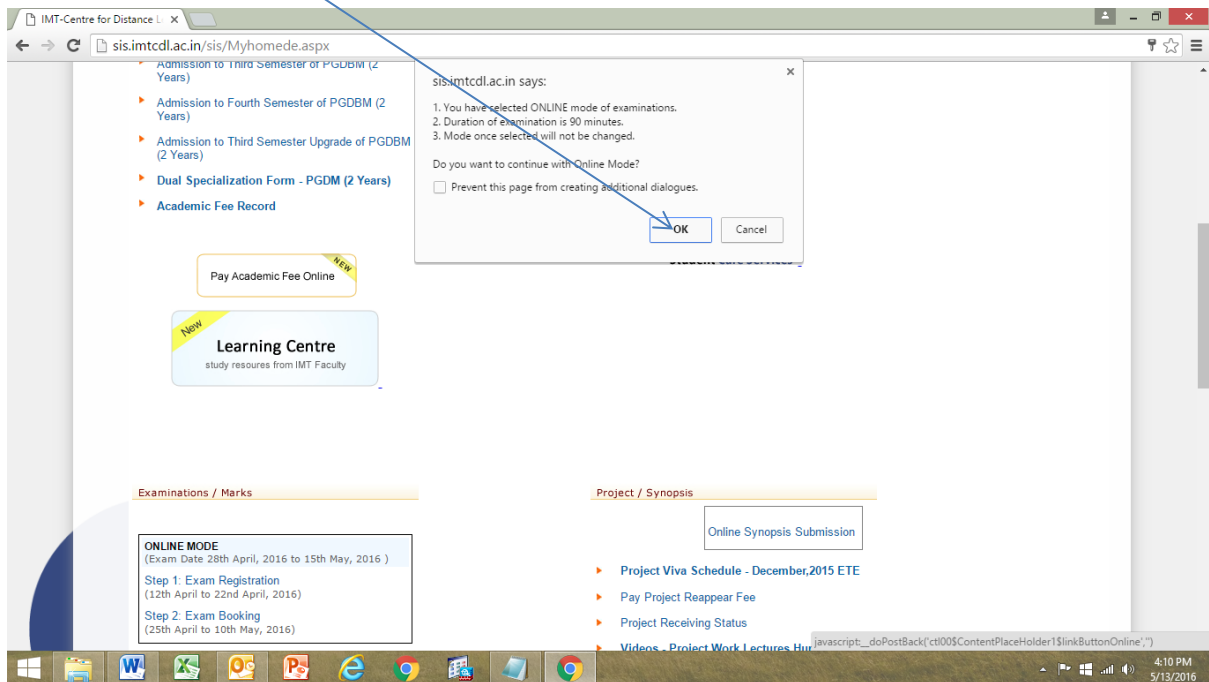 IMT-Centre for Distance L
sis.imtcdl.ac.in/sis/Myhomede.aspx
Admission to Third Semester of PGDBM (2
Years)
Admission to Fourth Semester of PGDBM (2
Years)
Admission to Third Semester Upgrade of PGDBM
(2 Years)
Dual Specialization Form - PGDM (2 Years)
Academic Fee Record
sis.imtcdl.ac.in says:
1. You have selected ONLINE mode of examinations.
2. Duration of examination is 90 minutes.
3. Mode once selected will not be changed.
Do you want to continue with Online Mode?
Prevent this page from creating additional dialogues.
OK
Cancel
Student Care Services
Pay Academic Fee Online
NEW
New
Learning Centre
study resoures from IMT Faculty
Examinations / Marks
ONLINE MODE
(Exam Date 28th April, 2016 to 15th May, 2016 )
Step 1: Exam Registration
(12th April to 22nd April, 2016)
Step 2: Exam Booking
(25th April to 10th May, 2016)
Project / Synopsis
Online Synopsis Submission
Project Viva Schedule - December,2015 ETE
Pay Project Reappear Fee
Project Receiving Status
Videos - Project Work Lectures
javascript:__doPostBack('ctl00$ContentPlaceHolder1$linkButtonOnline','')
4:10 PM
5/13/2016